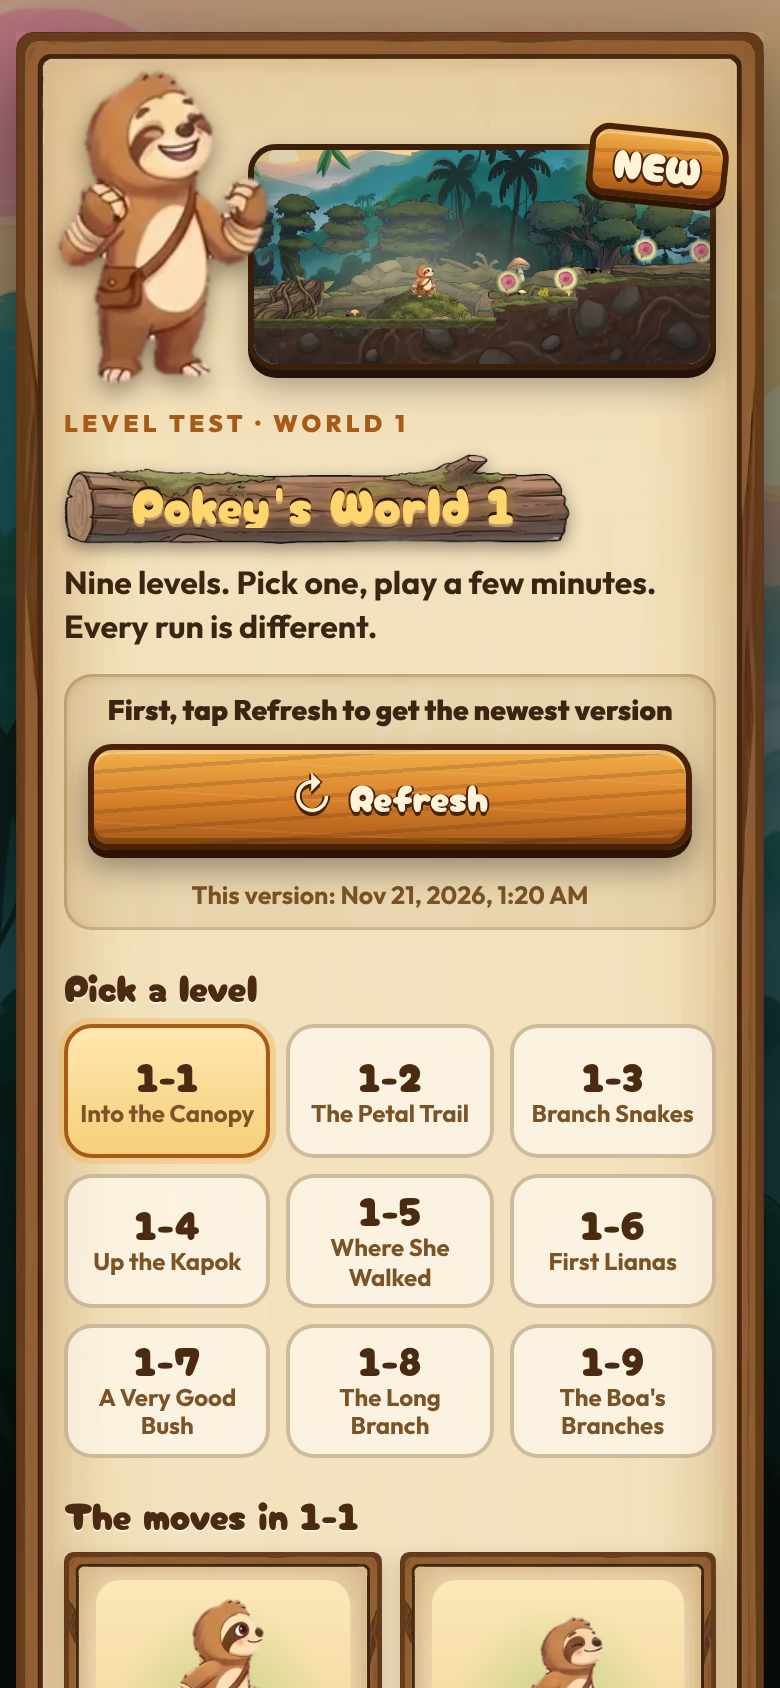 NEW
LEVEL TEST · WORLD 1
Pokey's World 1
Nine levels. Pick one, play a few minutes.
Every run is different.
First, tap Refresh to get the newest version
Refresh
This version: Nov 21, 2026, 1:20 AM
Pick a level
1-1
Into the Canopy
1-2
The Petal Trail
1-3
Branch Snakes
1-4
Up the Kapok
1-5
Where She
Walked
1-6
First Lianas
1-7
A Very Good
Bush
1-8
The Long
Branch
1-9
The Boa's
Branches
The moves in 1-1